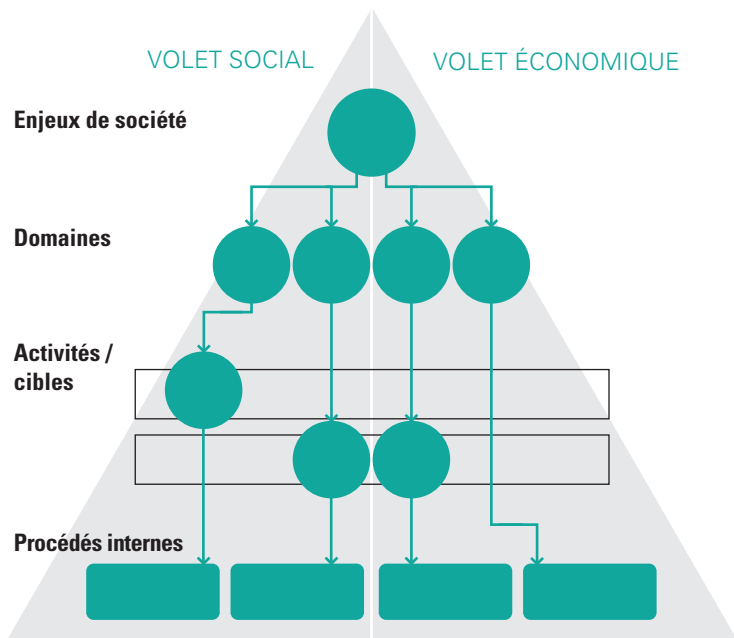 VOLET SOCIAL
VOLET ÉCONOMIQUE
Enjeux de société
Domaines
Activités /
cibles
Procédés internes